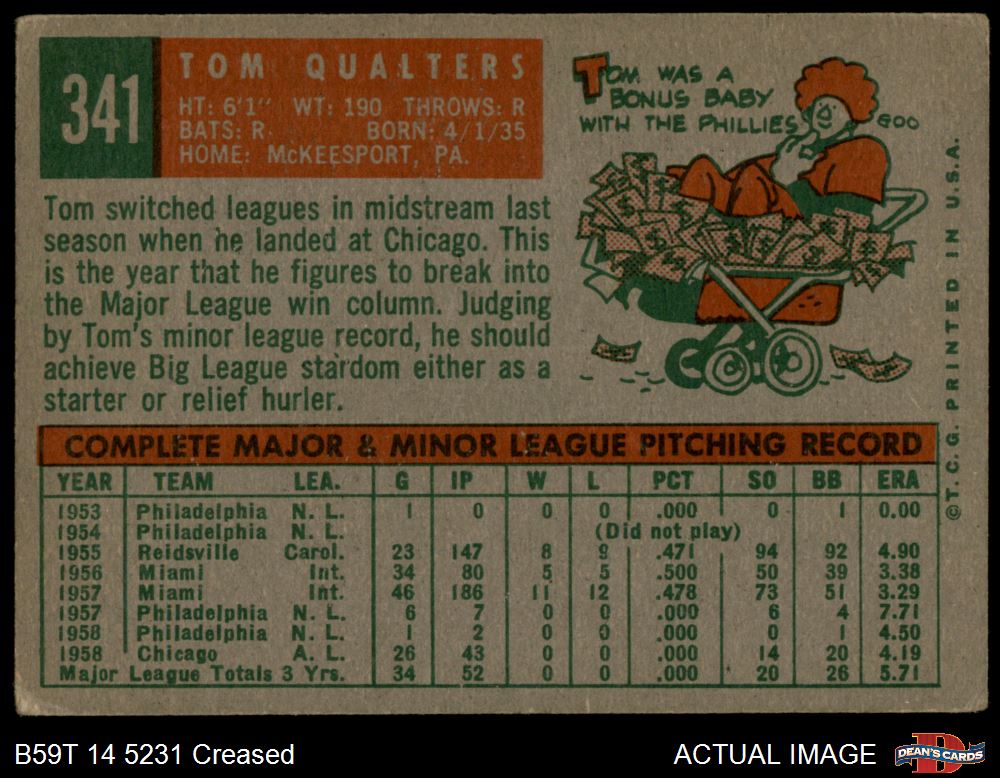 341
TOM QUALTERS
HT: 6'1" WT: 190 THROWS: R
BATS: R. BORN: 4/1/35
HOME: McKEESPORT, PA.
TOM WAS A
BONUS BABY
WITH THE PHILLIES
GOO
Tom switched leagues in midstream last
season when he landed at Chicago. This
is the year that he figures to break into
the Major League win column. Judging
by Tom's minor league record, he should
achieve Big League stardom either as a
starter or relief hurler.
COMPLETE MAJOR & MINOR LEAGUE PITCHING RECORD
YEAR TEAM LEA. G IP W L PCT SO BB ERA
1953 Philadelphia N. L. 1 0 0 0 .000 0 1 0.00
1954 Philadelphia N. L. (Did not play)
1955 Reidsville Carol. 23 147 8 9 .471 94 92 4.90
1956 Miami Int. 34 80 5 5 .500 50 39 3.38
1957 Miami Int. 46 186 11 12 .478 73 51 3.29
1957 Philadelphia N. L. 6 7 0 0 .000 6 4 7.71
1958 Philadelphia N. L. 1 2 0 0 .000 0 1 4.50
1958 Chicago A. L. 26 43 0 0 .000 14 20 4.19
Major League Totals 3 Yrs. 34 52 0 0 .000 20 26 5.71
©T. C. G. PRINTED IN U.S.A.
B59T 14 5231 Creased
ACTUAL IMAGE
DEAN'S CARDS